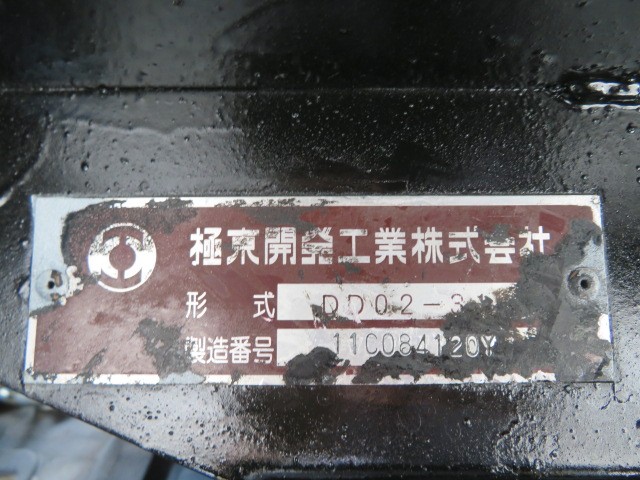 極東開発工業株式会社
形式 DD02-3
製造番号 11C084120Y